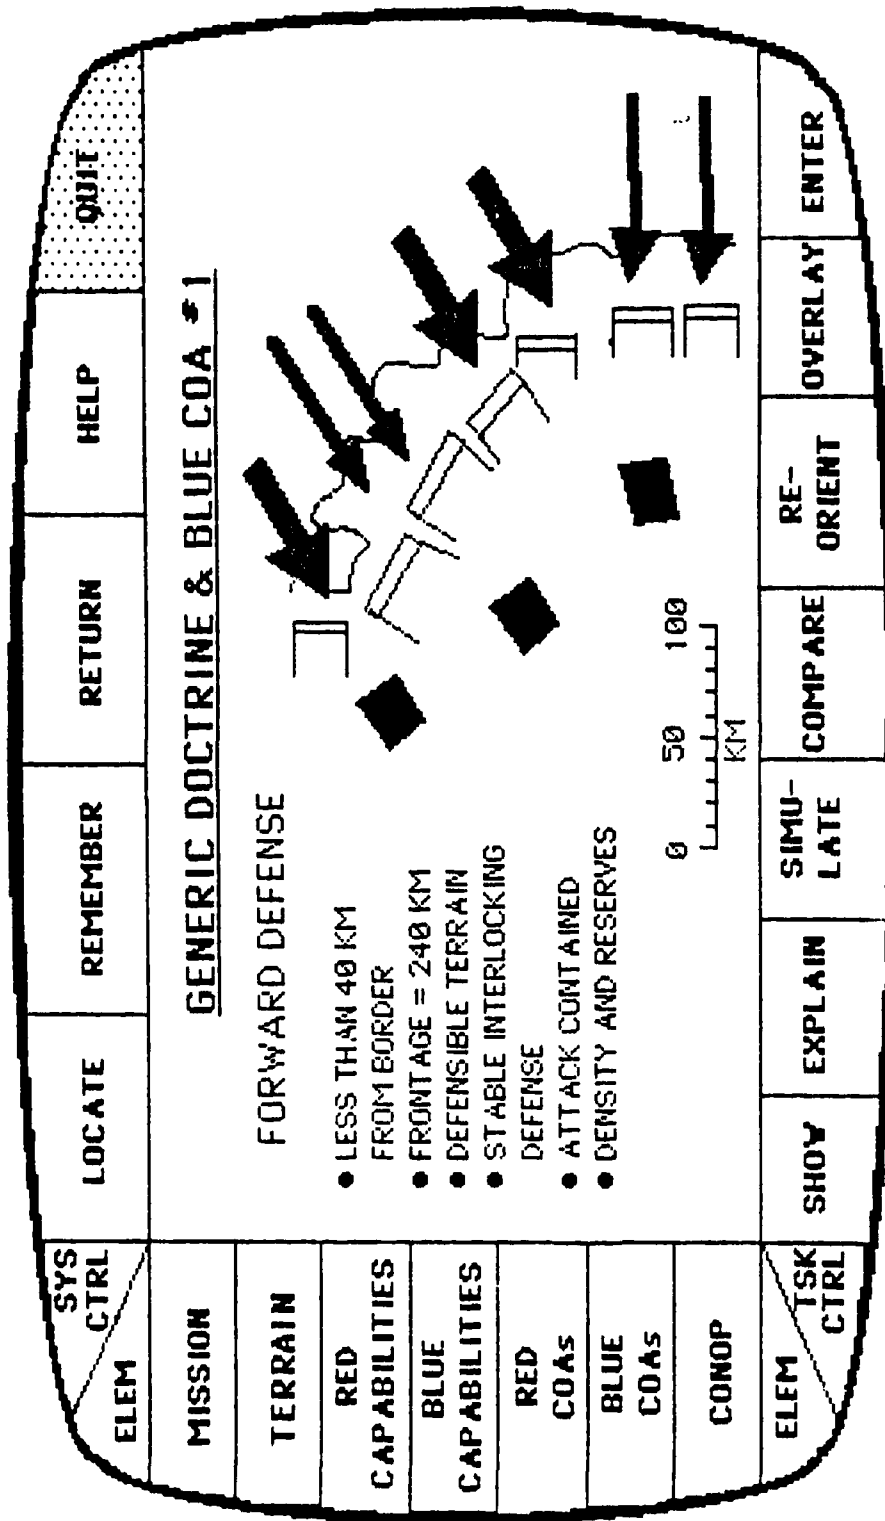 SYS
CTRL
LOCATE
REMEMBER
RETURN
HELP
QUIT
ELEM
MISSION
TERRAIN
RED
CAPABILITIES
BLUE
CAPABILITIES
RED
COAs
BLUE
COAs
CONOP
ELEM
GENERIC DOCTRINE & BLUE COA #1
FORWARD DEFENSE
● LESS THAN 40 KM
FROM BORDER
● FRONTAGE = 240 KM
● DEFENSIBLE TERRAIN
● STABLE INTERLOCKING
DEFENSE
● ATTACK CONTAINED
● DENSITY AND RESERVES
0 50 100
KM
TSK
CTRL
SHOW
EXPLAIN
SIMU-
LATE
COMPARE
RE-
ORIENT
OVERLAY
ENTER